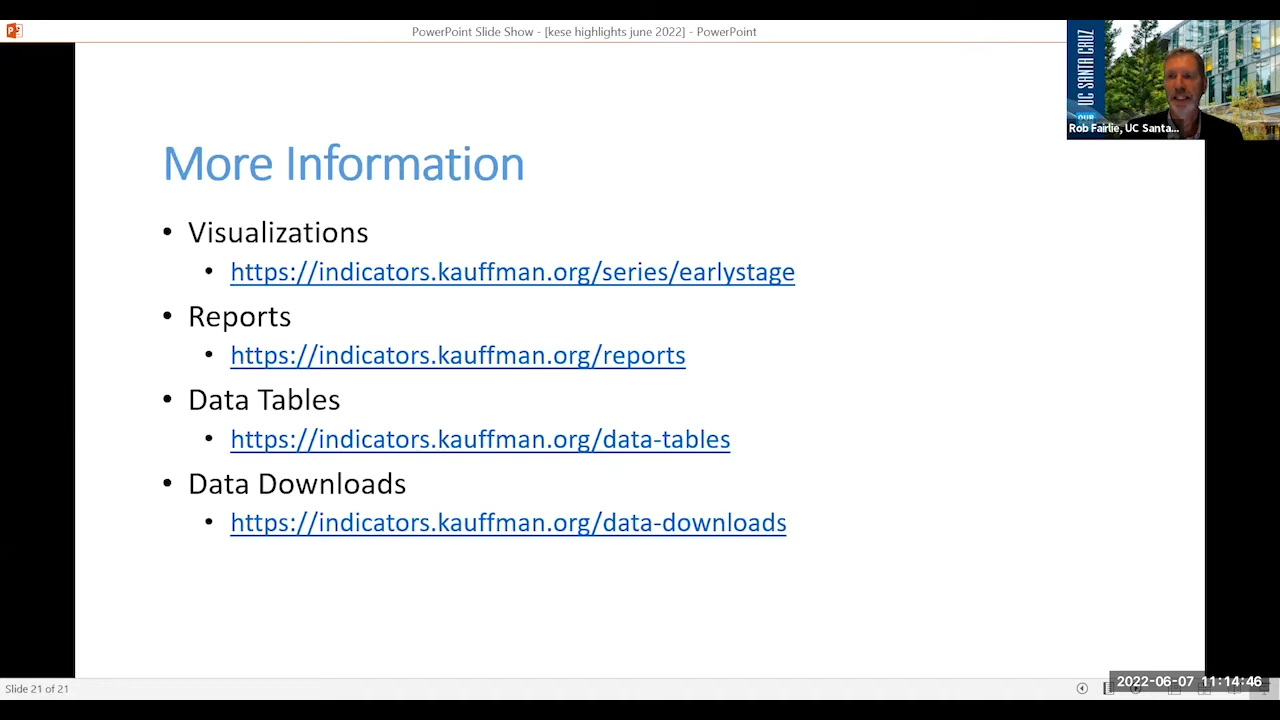 PowerPoint Slide Show - [kese highlights june 2022] - PowerPoint
UC SANTA CRUZ
Rob Fairlie, UC Santa...
More Information
• Visualizations
• https://indicators.kauffman.org/series/earlystage
• Reports
• https://indicators.kauffman.org/reports
• Data Tables
• https://indicators.kauffman.org/data-tables
• Data Downloads
• https://indicators.kauffman.org/data-downloads
Slide 21 of 21
2022-06-07 11:14:46